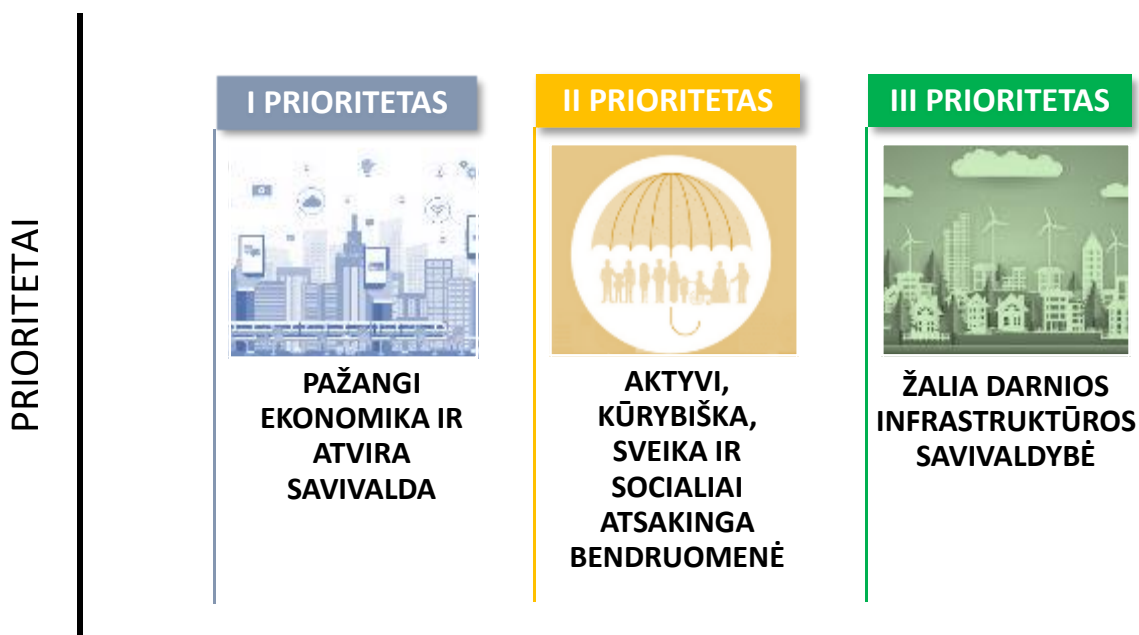 PRIORITETAI
I PRIORITETAS
PAŽANGI
EKONOMIKA IR
ATVIRA
SAVIVALDA
II PRIORITETAS
AKTYVI,
KŪRYBIŠKA,
SVEIKA IR
SOCIALIAI
ATSAKINGA
BENDRUOMENĖ
III PRIORITETAS
ŽALIA DARNIOS
INFRASTRUKTŪROS
SAVIVALDYBĖ